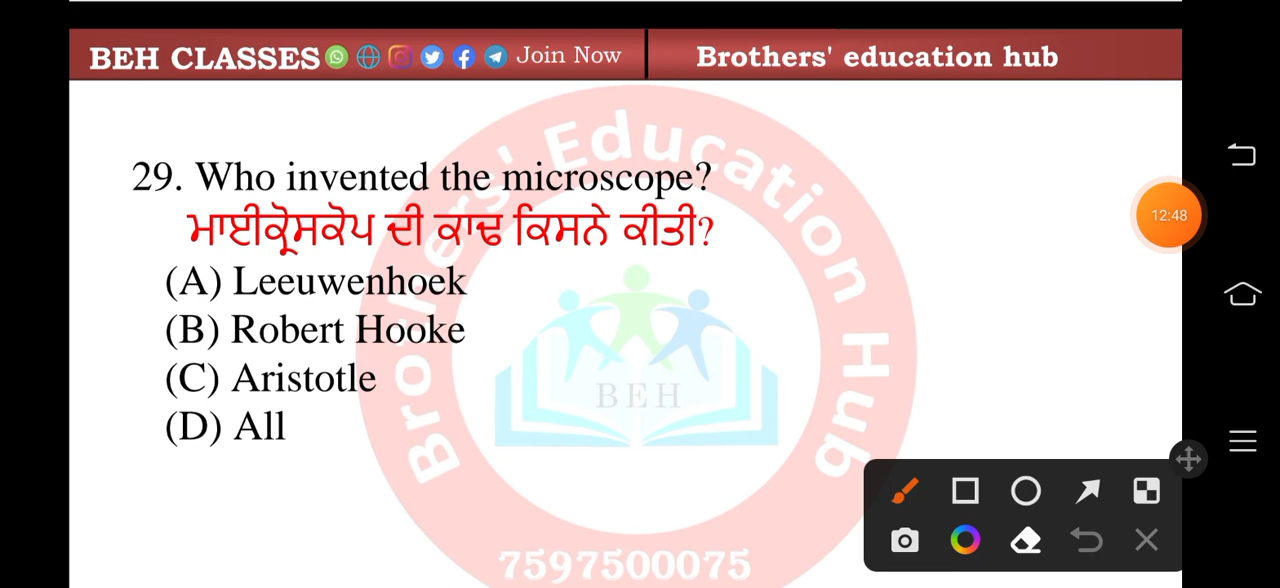 BEH CLASSES Join Now Brothers' education hub
29. Who invented the microscope?
ਮਾਈਕ੍ਰੋਸਕੋਪ ਦੀ ਕਾਢ ਕਿਸਨੇ ਕੀਤੀ?
(A) Leeuwenhoek
(B) Robert Hooke
(C) Aristotle
(D) All
Brothers' Education Hub
BEH
7597500075
12:48